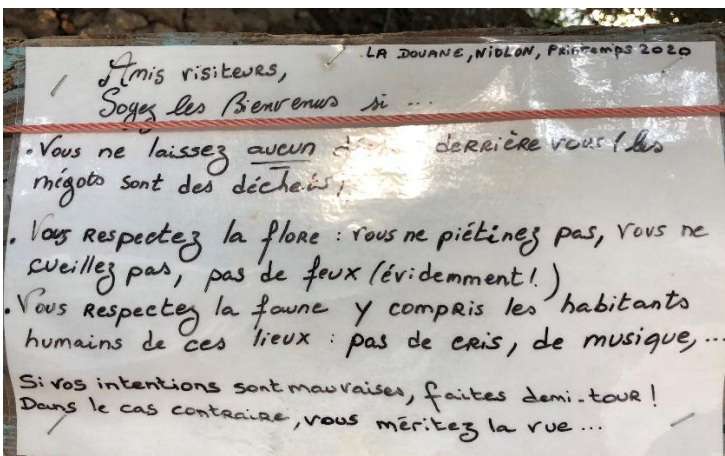 LA DOUANE, NIOLON, PRINTEMPS 2020
Amis visiteurs,
Soyez les Bienvenus si ...
• Vous ne laissez aucun derrière vous (les
mégots sont des déchets,
• Vous respectez la flore : vous ne piétinez pas, vous ne
cueillez pas, pas de feux (évidemment!)
• Vous respectez la faune y compris les habitants
humains de ces lieux : pas de cris, de musique, ...
Si vos intentions sont mauvaises, faites demi-tour !
Dans le cas contraire, vous méritez la vue ...